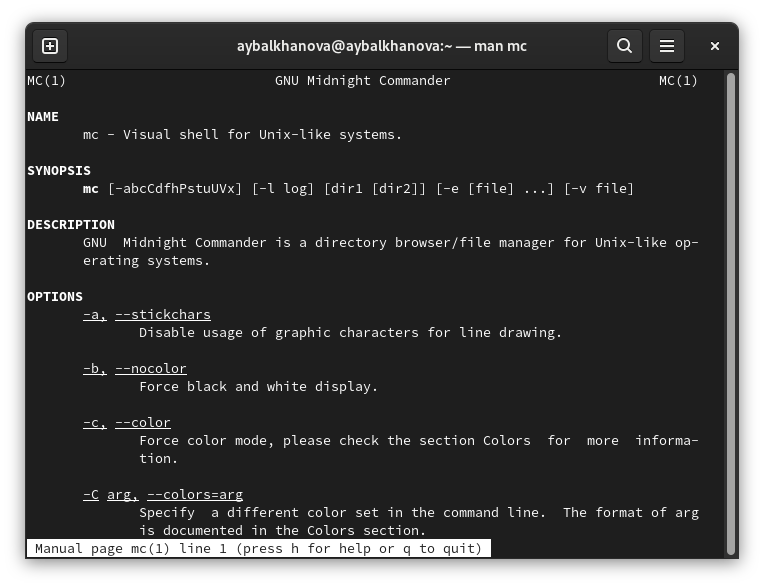 aybalkhanova@aybalkhanova:~ — man mc
MC(1) GNU Midnight Commander MC(1)
NAME
mc - Visual shell for Unix-like systems.
SYNOPSIS
mc [-abcCdfhPstuUVx] [-l log] [dir1 [dir2]] [-e [file] ...] [-v file]
DESCRIPTION
GNU  Midnight Commander is a directory browser/file manager for Unix-like op-
erating systems.
OPTIONS
-a, --stickchars
Disable usage of graphic characters for line drawing.
-b, --nocolor
Force black and white display.
-c, --color
Force color mode, please check the section Colors  for  more  informa-
tion.
-C arg, --colors=arg
Specify  a different color set in the command line.  The format of arg
is documented in the Colors section.
Manual page mc(1) line 1 (press h for help or q to quit)